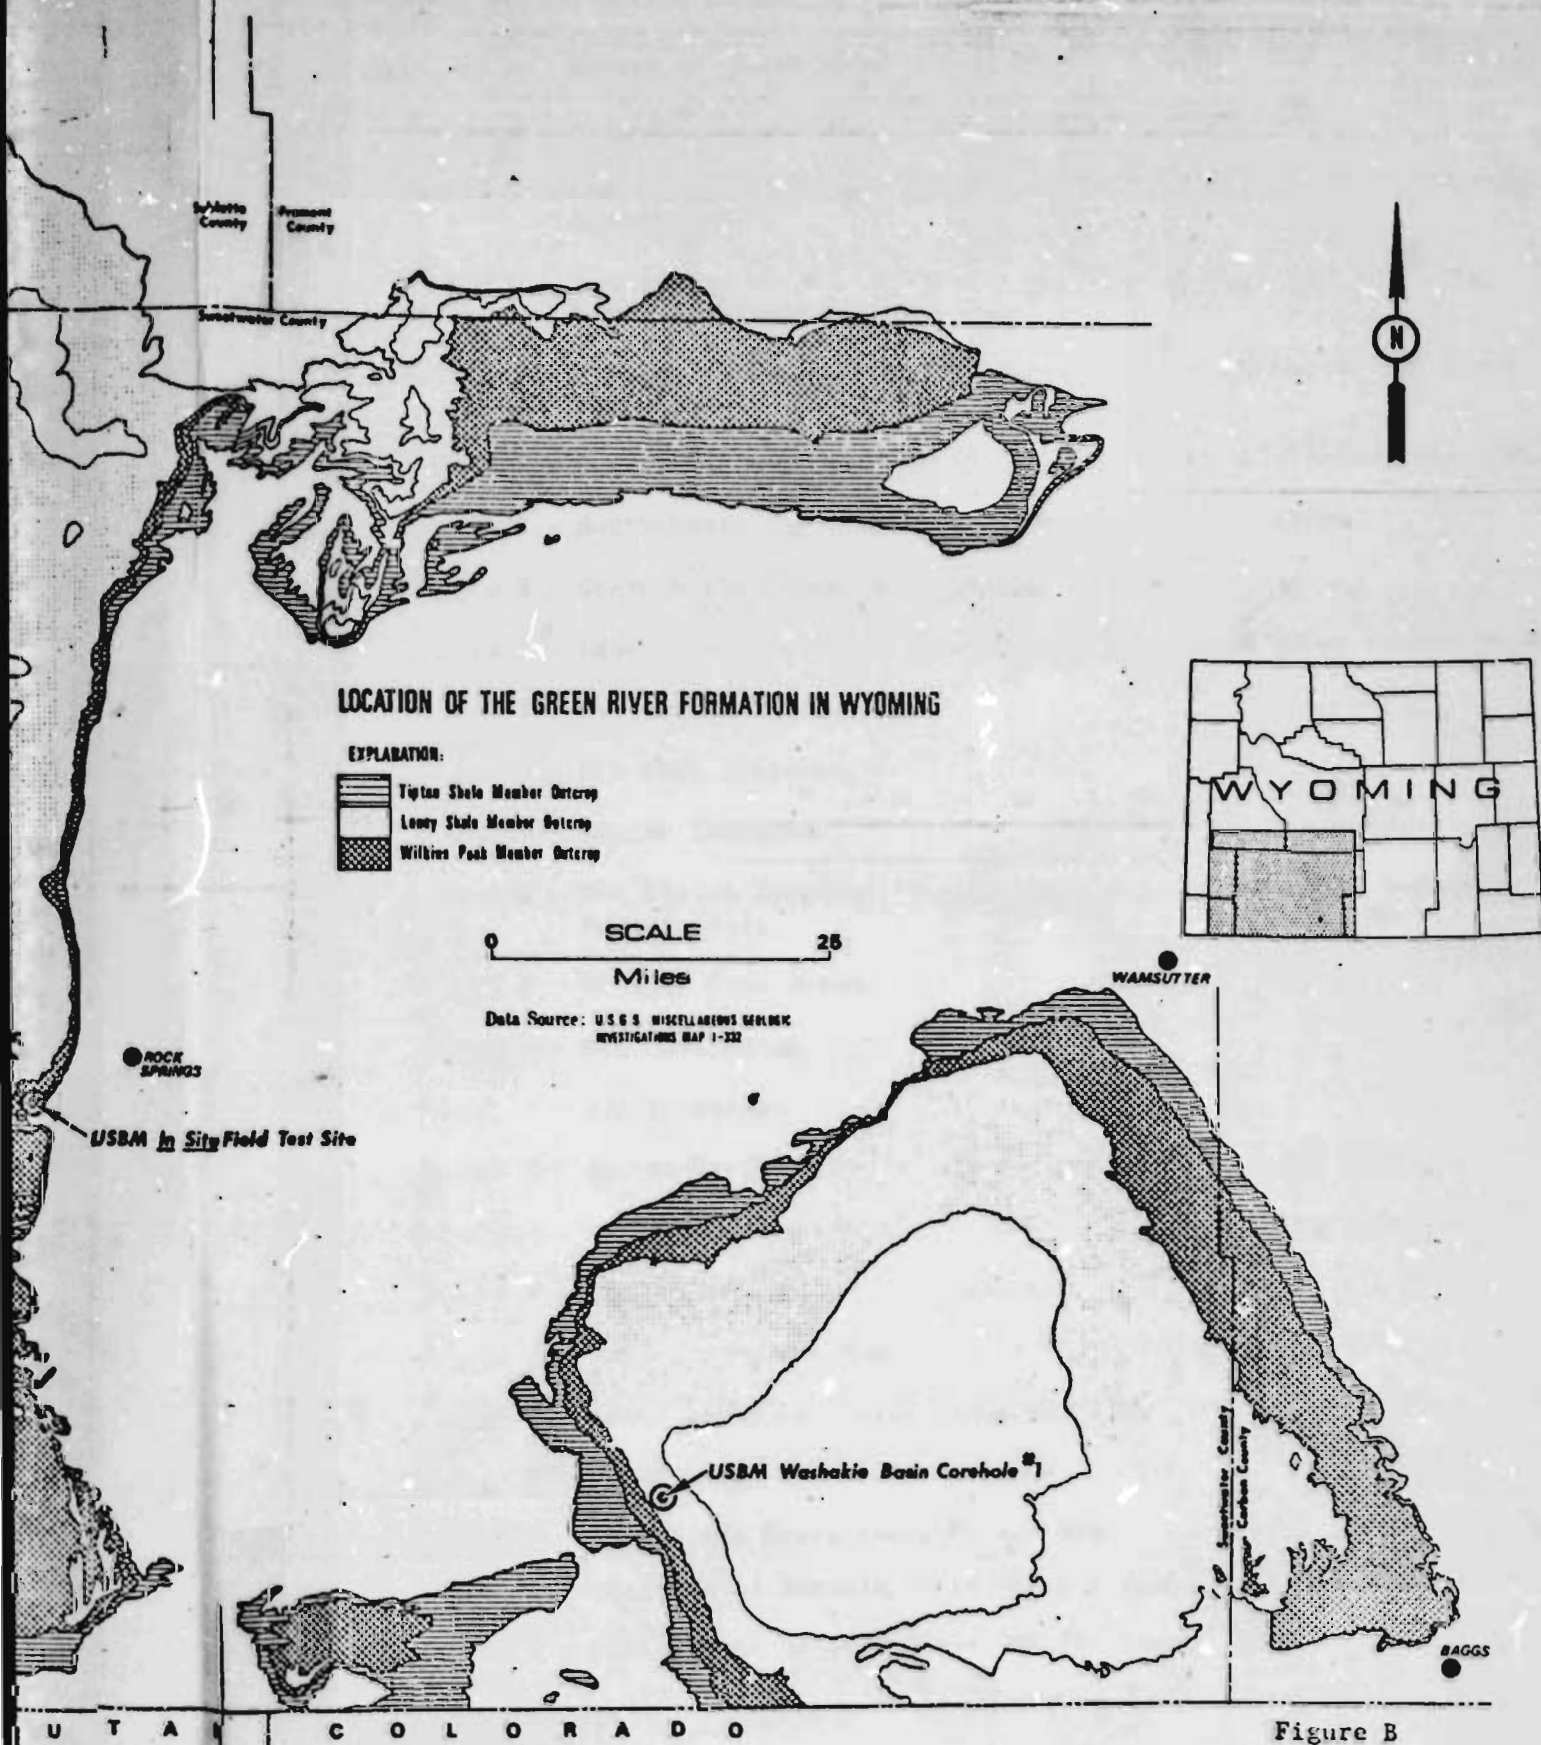 Sublette
County
Fremont
County
Sweetwater County
N
LOCATION OF THE GREEN RIVER FORMATION IN WYOMING
EXPLANATION:
Tipton Shale Member Outcrop
Laney Shale Member Outcrop
Wilkins Peak Member Outcrop
WYOMING
SCALE
0 25
Miles
Data Source: U.S.G.S. MISCELLANEOUS GEOLOGIC
INVESTIGATIONS MAP I-332
WAMSUTTER
ROCK
SPRINGS
USBM In Situ Field Test Site
USBM Washakie Basin Corehole #1
Sweetwater County
Carbon County
BAGGS
UTAH
COLORADO
Figure B